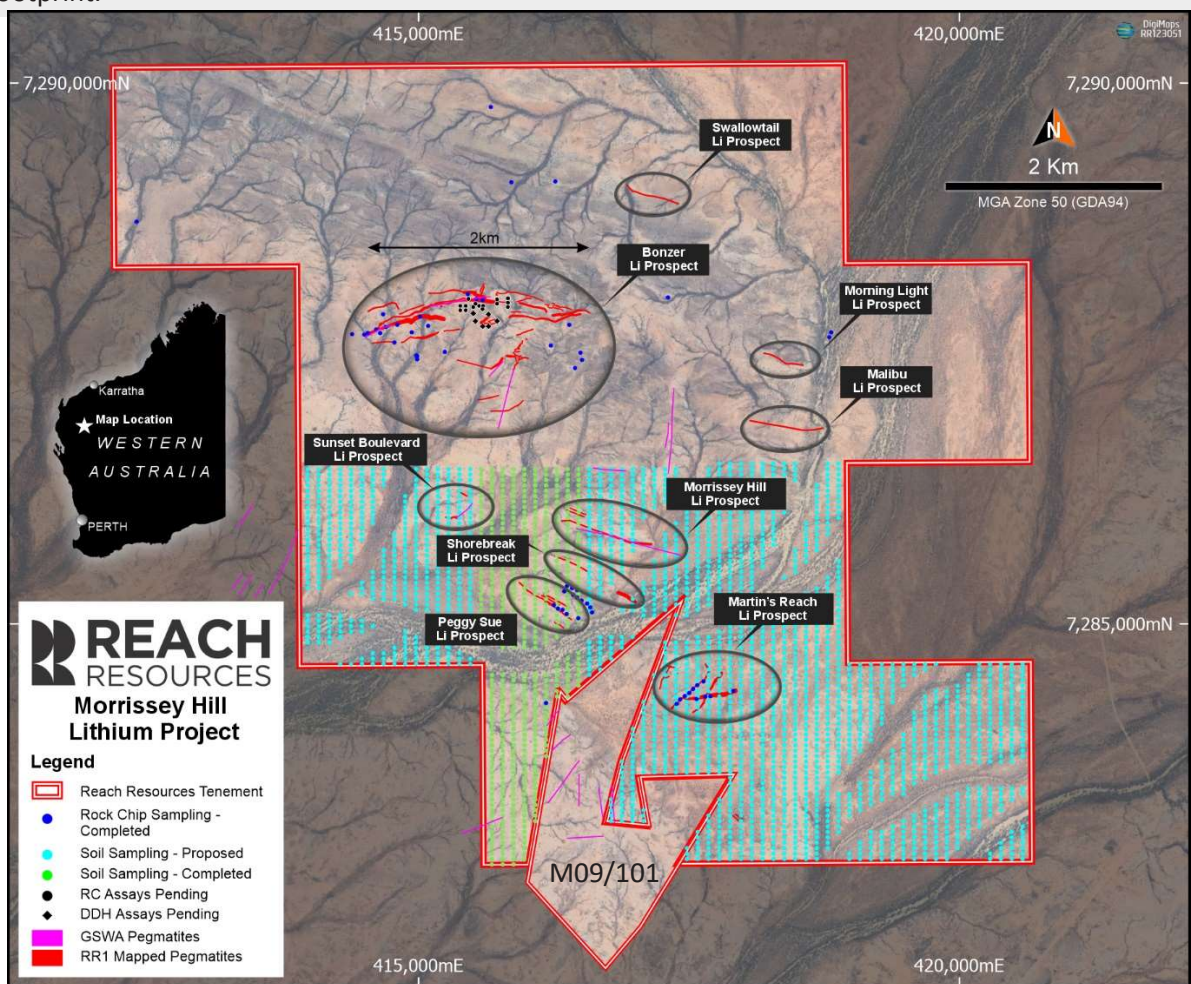 415,000mE
420,000mE
DigiMaps
RR123051
7,290,000mN
7,290,000mN
N
2 Km
MGA Zone 50 (GDA94)
Swallowtail
Li Prospect
2km
Bonzer
Li Prospect
Morning Light
Li Prospect
Malibu
Li Prospect
Karratha
Map Location
WESTERN
AUSTRALIA
PERTH
Sunset Boulevard
Li Prospect
Morrissey Hill
Li Prospect
Shorebreak
Li Prospect
Peggy Sue
Li Prospect
Martin's Reach
Li Prospect
7,285,000mN
REACH
RESOURCES
Morrissey Hill
Lithium Project
Legend
Reach Resources Tenement
Rock Chip Sampling -
Completed
Soil Sampling - Proposed
Soil Sampling - Completed
RC Assays Pending
DDH Assays Pending
GSWA Pegmatites
RR1 Mapped Pegmatites
M09/101
415,000mE
420,000mE